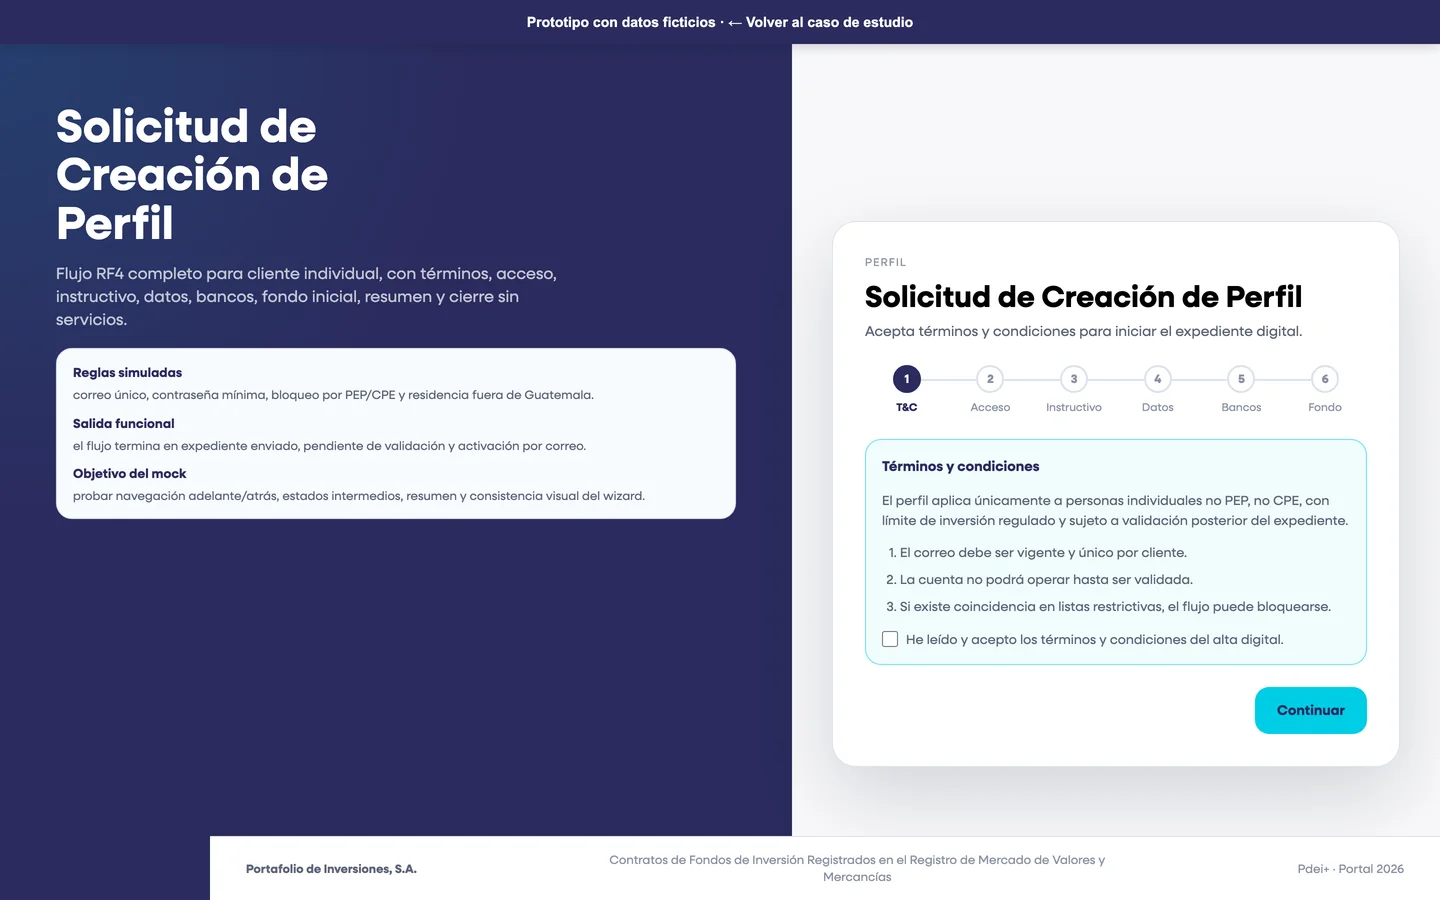 Prototipo con datos ficticios · ← Volver al caso de estudio
Solicitud de
Creación de
Perfil
Flujo RF4 completo para cliente individual, con términos, acceso,
instructivo, datos, bancos, fondo inicial, resumen y cierre sin
servicios.
Reglas simuladas
correo único, contraseña mínima, bloqueo por PEP/CPE y residencia fuera de Guatemala.
Salida funcional
el flujo termina en expediente enviado, pendiente de validación y activación por correo.
Objetivo del mock
probar navegación adelante/atrás, estados intermedios, resumen y consistencia visual del wizard.
PERFIL
Solicitud de Creación de Perfil
Acepta términos y condiciones para iniciar el expediente digital.
1 2 3 4 5 6
T&C Acceso Instructivo Datos Bancos Fondo
Términos y condiciones
El perfil aplica únicamente a personas individuales no PEP, no CPE, con
límite de inversión regulado y sujeto a validación posterior del expediente.
1. El correo debe ser vigente y único por cliente.
2. La cuenta no podrá operar hasta ser validada.
3. Si existe coincidencia en listas restrictivas, el flujo puede bloquearse.
He leído y acepto los términos y condiciones del alta digital.
Continuar
Portafolio de Inversiones, S.A.
Contratos de Fondos de Inversión Registrados en el Registro de Mercado de Valores y
Mercancías
Pdei+ · Portal 2026